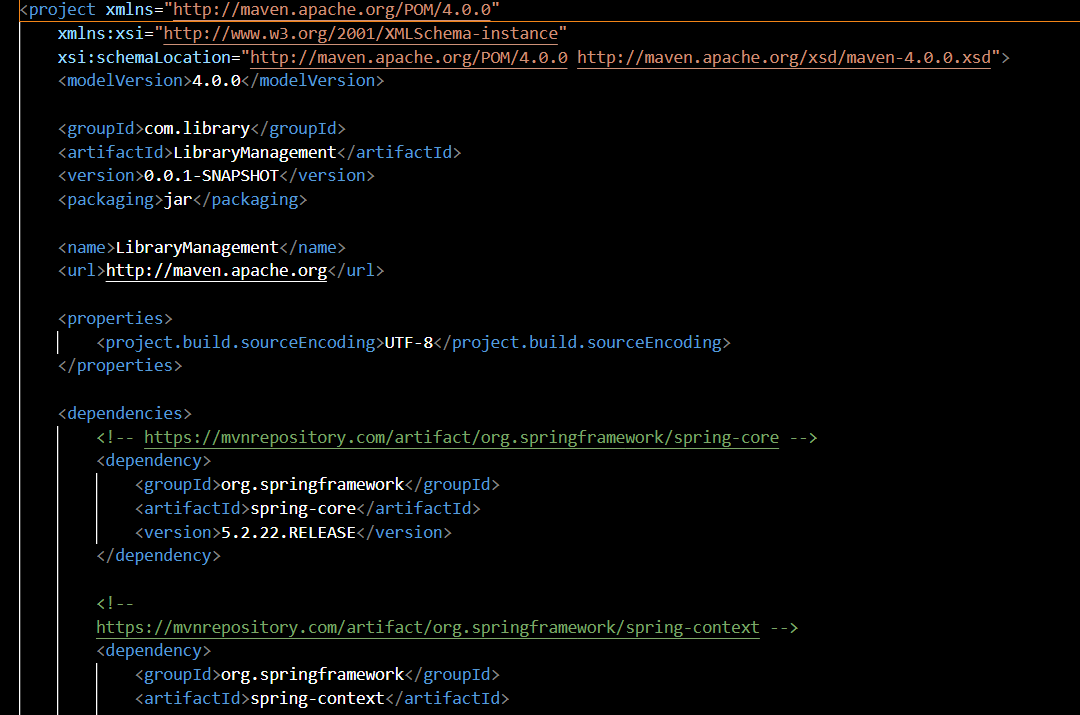 <project xmlns="http://maven.apache.org/POM/4.0.0"
xmlns:xsi="http://www.w3.org/2001/XMLSchema-instance"
xsi:schemaLocation="http://maven.apache.org/POM/4.0.0 http://maven.apache.org/xsd/maven-4.0.0.xsd">
<modelVersion>4.0.0</modelVersion>
<groupId>com.library</groupId>
<artifactId>LibraryManagement</artifactId>
<version>0.0.1-SNAPSHOT</version>
<packaging>jar</packaging>
<name>LibraryManagement</name>
<url>http://maven.apache.org</url>
<properties>
<project.build.sourceEncoding>UTF-8</project.build.sourceEncoding>
</properties>
<dependencies>
<!-- https://mvnrepository.com/artifact/org.springframework/spring-core -->
<dependency>
<groupId>org.springframework</groupId>
<artifactId>spring-core</artifactId>
<version>5.2.22.RELEASE</version>
</dependency>
<!--
https://mvnrepository.com/artifact/org.springframework/spring-context -->
<dependency>
<groupId>org.springframework</groupId>
<artifactId>spring-context</artifactId>